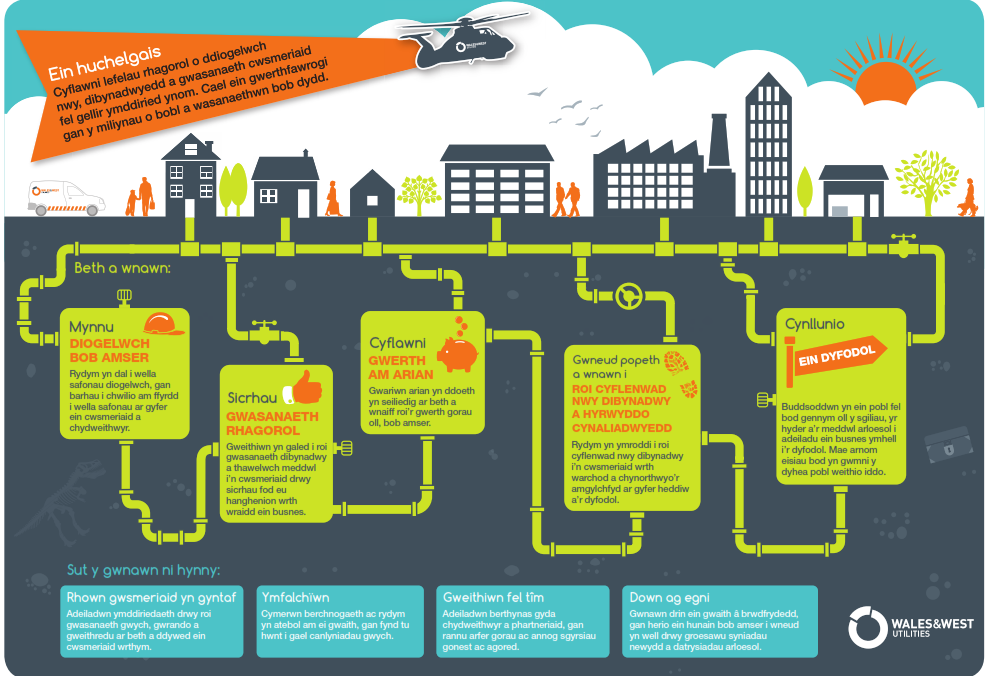 Ein huchelgais
Cyflawni lefelau rhagorol o ddiogelwch
nwy, dibynadwyedd a gwasanaeth cwsmeriaid
fel gellir ymddiried ynom. Cael ein gwerthfawrogi
gan y miliynau o bobl a wasanaethwn bob dydd.
WALES&WEST
WALES&WEST
Beth a wnawn:
Mynnu
DIOGELWCH
BOB AMSER
Rydym yn dal i wella
safonau diogelwch, gan
barhau i chwilio am ffyrdd
i wella safonau ar gyfer
ein cwsmeriaid a
chydweithwyr.
Sicrhau
GWASANAETH
RHAGOROL
Gweithiwn yn galed i roi
gwasanaeth dibynadwy
a thawelwch meddwl
i'n cwsmeriaid drwy
sicrhau fod eu
hanghenion wrth
wraidd ein busnes.
Cyflawni
GWERTH
AM ARIAN
Gwariwn arian yn ddoeth
yn seiliedig ar beth a
wnaiff roi'r gwerth gorau
oll, bob amser.
Gwneud popeth
a wnawn i
ROI CYFLENWAD
NWY DIBYNADWY
A HYRWYDDO
CYNALIADWYEDD
Rydym yn ymroddi i roi
cyflenwad nwy dibynadwy
i'n cwsmeriaid wrth
warchod a chynorthwyo'r
amgylchfyd ar gyfer heddiw
a'r dyfodol.
Cynllunio
EIN DYFODOL
Buddsoddwn yn ein pobl fel
bod gennym oll y sgiliau, yr
hyder a'r meddwl arloesol i
adeiladu ein busnes ymhell
i'r dyfodol. Mae arnom
eisiau bod yn gwmni y
dyhea pobl weithio iddo.
Sut y gwnawn ni hynny:
Rhown gwsmeriaid yn gyntaf
Adeiladwn ymddiriedaeth drwy roi
gwasanaeth gwych, gwrando a
gweithredu ar beth a ddywed ein
cwsmeriaid wrthym.
Ymfalchïwn
Cymerwn berchnogaeth ac rydym
yn atebol am ei gwaith, gan fynd tu
hwnt i gael canlyniadau gwych.
Gweithiwn fel tîm
Adeiladwn berthynas gyda
chydweithwyr a phartneriaid, gan
rannu arfer gorau ac annog sgyrsiau
gonest ac agored.
Down ag egni
Gwnawn drin ein gwaith â brwdfrydedd,
gan herio ein hunain bob amser i wneud
yn well drwy groesawu syniadau
newydd a datrysiadau arloesol.
WALES&WEST
UTILITIES